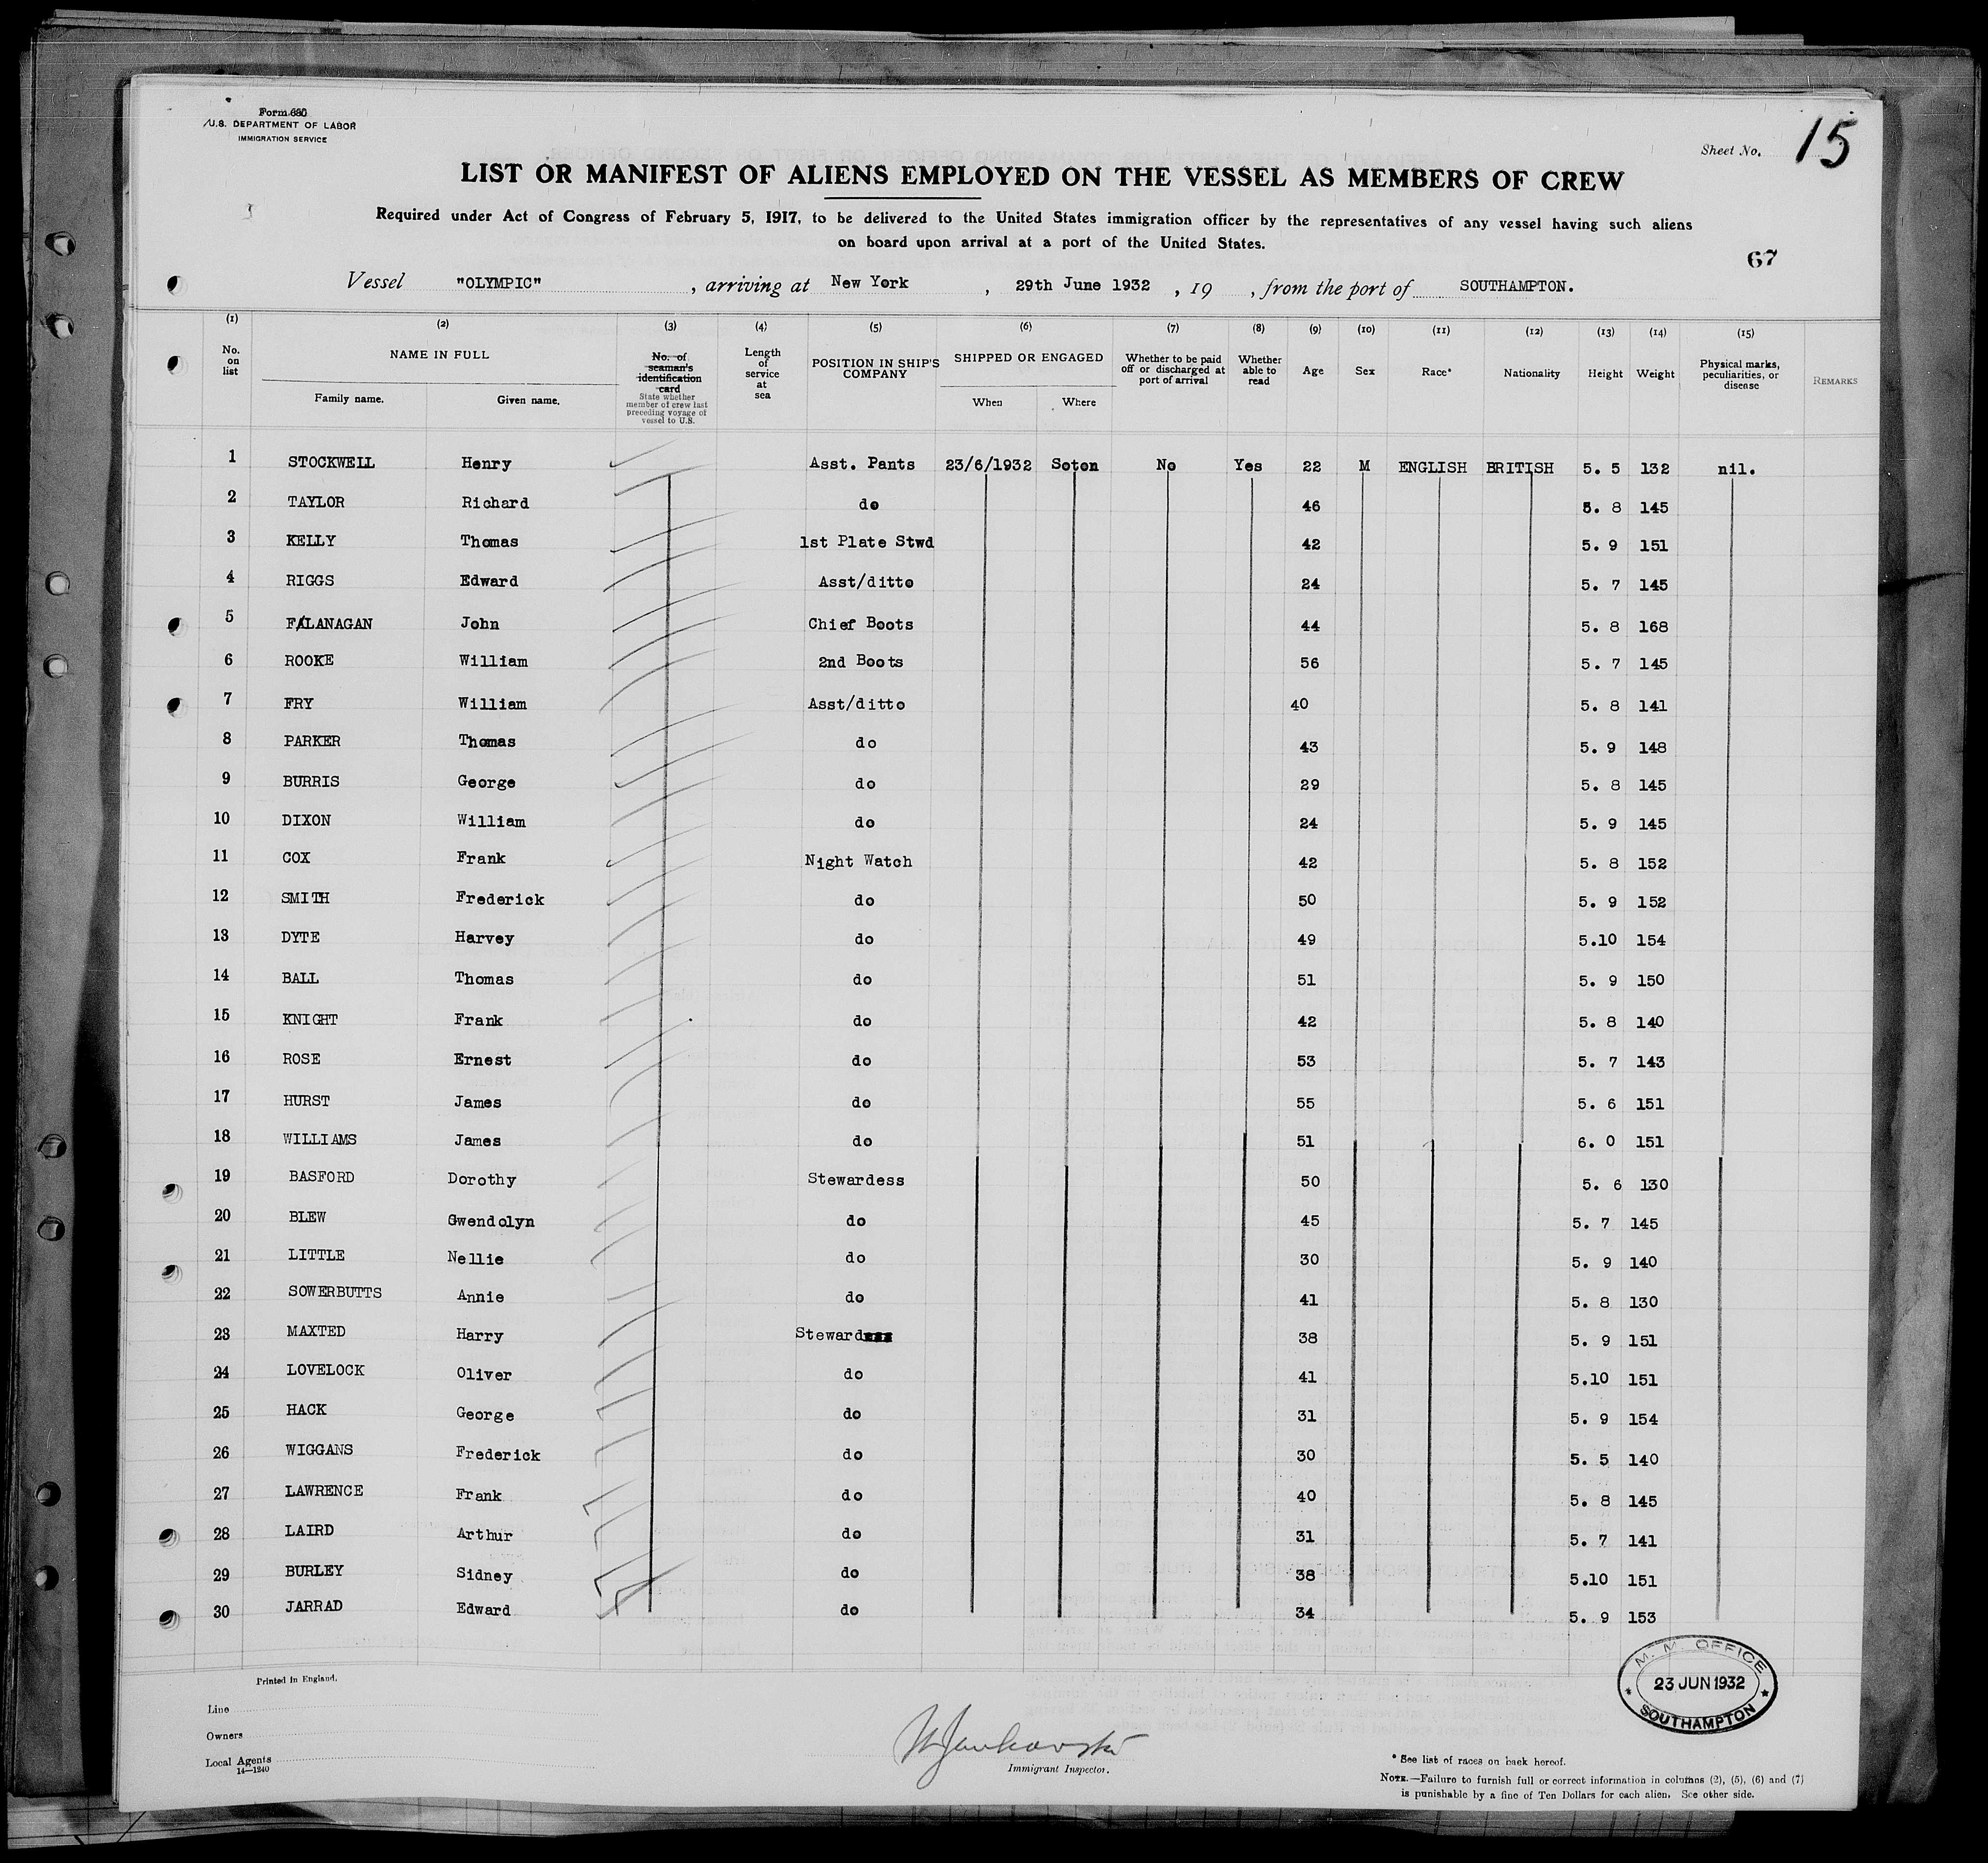 Form 680
U.S. DEPARTMENT OF LABOR
IMMIGRATION SERVICE
Sheet No. 15
LIST OR MANIFEST OF ALIENS EMPLOYED ON THE VESSEL AS MEMBERS OF CREW
Required under Act of Congress of February 5, 1917, to be delivered to the United States immigration officer by the representatives of any vessel having such aliens
on board upon arrival at a port of the United States.
67
Vessel "OLYMPIC", arriving at New York, 29th June 1932, 19 , from the port of SOUTHAMPTON.
(1) (2) (3) (4) (5) (6) (7) (8) (9) (10) (11) (12) (13) (14) (15)
No. on list NAME IN FULL Family name. Given name. No. of seaman's identification card State whether member of crew last preceding voyage of vessel to U.S. Length of service at sea POSITION IN SHIP'S COMPANY SHIPPED OR ENGAGED When Where Whether to be paid off or discharged at port of arrival Whether able to read Age Sex Race* Nationality Height Weight Physical marks, peculiarities, or disease REMARKS
1 STOCKWELL Henry Asst. Pants 23/6/1932 Soton No Yes 22 M ENGLISH BRITISH 5. 5 132 nil.
2 TAYLOR Richard do 46 5. 8 145
3 KELLY Thomas 1st Plate Stwd 42 5. 9 151
4 RIGGS Edward Asst/ditto 24 5. 7 145
5 FLANAGAN John Chief Boots 44 5. 8 168
6 ROOKE William 2nd Boots 56 5. 7 145
7 FRY William Asst/ditto 40 5. 8 141
8 PARKER Thomas do 43 5. 9 148
9 BURRIS George do 29 5. 8 145
10 DIXON William do 24 5. 9 145
11 COX Frank Night Watch 42 5. 8 152
12 SMITH Frederick do 50 5. 9 152
13 DYTE Harvey do 49 5.10 154
14 BALL Thomas do 51 5. 9 150
15 KNIGHT Frank do 42 5. 8 140
16 ROSE Ernest do 53 5. 7 143
17 HURST James do 55 5. 6 151
18 WILLIAMS James do 51 6. 0 151
19 BASFORD Dorothy Stewardess 50 5. 6 130
20 BLEW Gwendolyn do 45 5. 7 145
21 LITTLE Nellie do 30 5. 9 140
22 SOWERBUTTS Annie do 41 5. 8 130
23 MAXTED Harry Steward 38 5. 9 151
24 LOVELOCK Oliver do 41 5.10 151
25 HACK George do 31 5. 9 154
26 WIGGANS Frederick do 30 5. 5 140
27 LAWRENCE Frank do 40 5. 8 145
28 LAIRD Arthur do 31 5. 7 141
29 BURLEY Sidney do 38 5.10 151
30 JARRAD Edward do 34 5. 9 153
M. M. OFFICE
23 JUN 1932
SOUTHAMPTON
Printed in England.
Line
Owners
Local Agents
14—1240
Immigrant Inspector.
* See list of races on back hereof.
NOTE.—Failure to furnish full or correct information in columns (2), (5), (6) and (7)
is punishable by a fine of Ten Dollars for each alien. See other side.